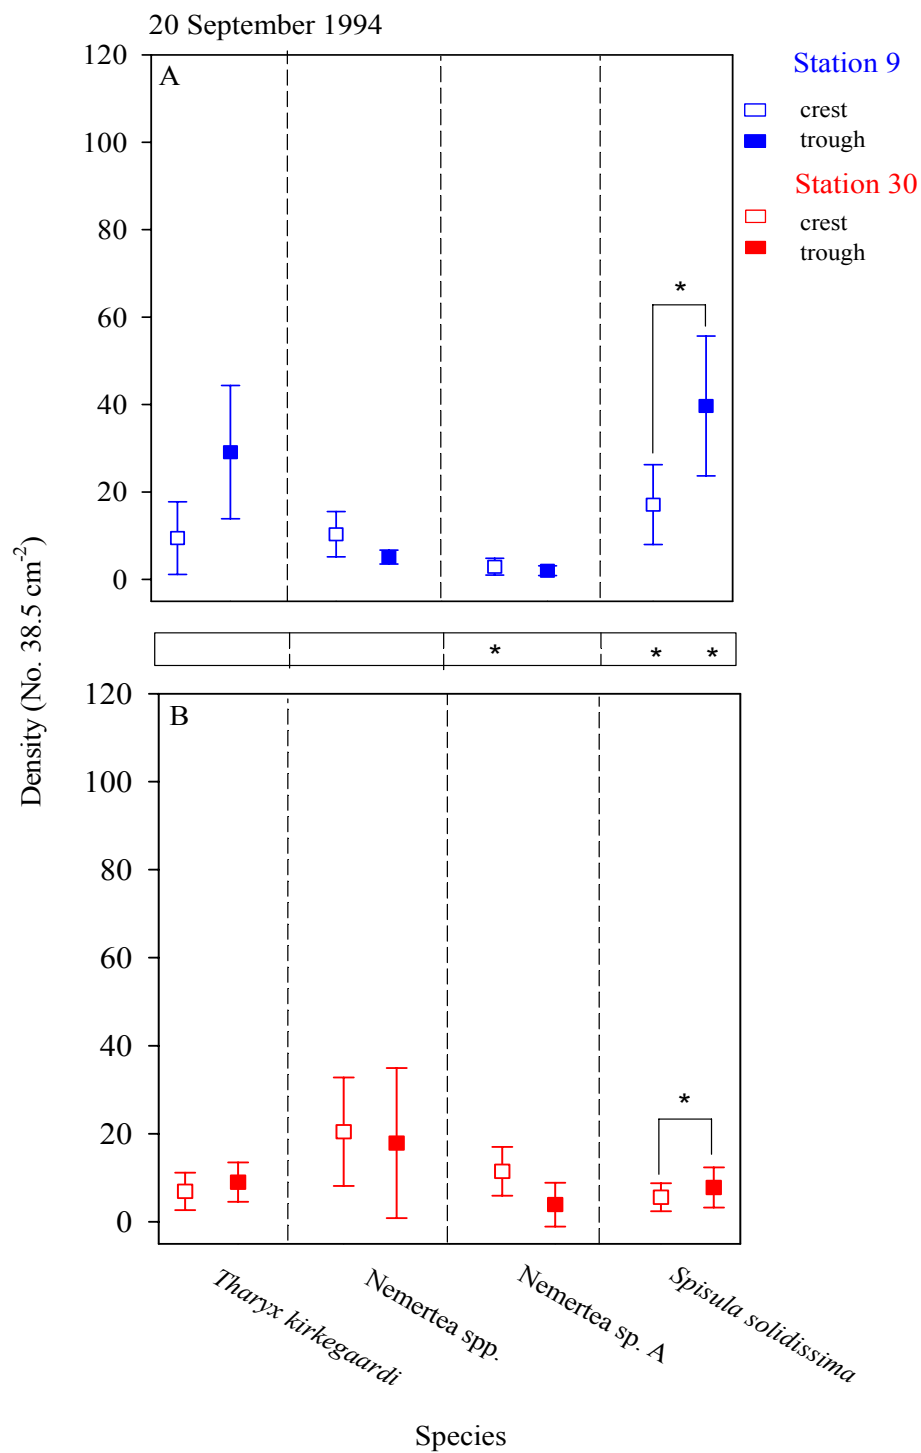 20 September 1994
A
120
100
80
60
40
20
0
*
Station 9
crest
trough
Station 30
crest
trough
* * *
Density (No. 38.5 cm-2)
B
120
100
80
60
40
20
0
*
Tharyx kirkegaardi
Nemertea spp.
Nemertea sp. A
Spisula solidissima
Species